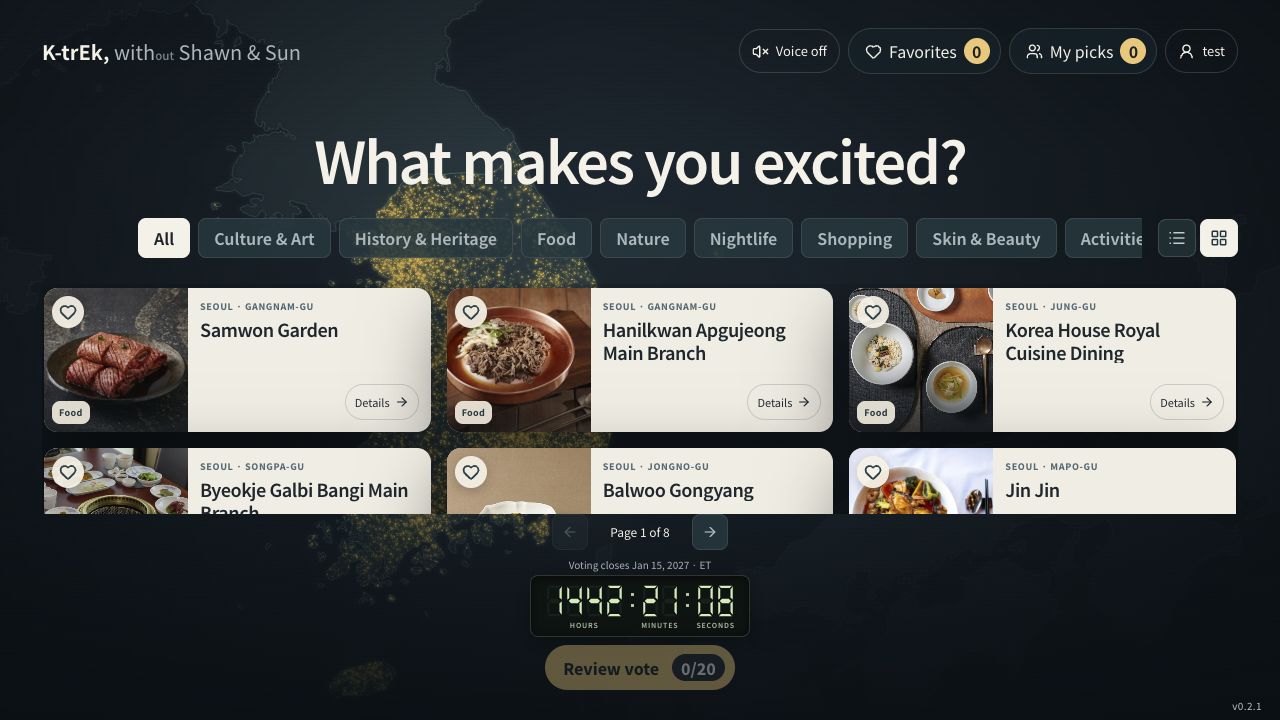 K-trEk, without Shawn & Sun
Voice off
Favorites 0
My picks 0
test
What makes you excited?
All
Culture & Art
History & Heritage
Food
Nature
Nightlife
Shopping
Skin & Beauty
Activitie
SEOUL · GANGNAM-GU
Samwon Garden
Food
Details
SEOUL · GANGNAM-GU
Hanilkwan Apgujeong
Main Branch
Food
Details
SEOUL · JUNG-GU
Korea House Royal
Cuisine Dining
Food
Details
SEOUL · SONGPA-GU
Byeokje Galbi Bangi Main
Branch
SEOUL · JONGNO-GU
Balwoo Gongyang
SEOUL · MAPO-GU
Jin Jin
Page 1 of 8
Voting closes Jan 15, 2027 · ET
1442:21:08
HOURS MINUTES SECONDS
Review vote 0/20
v0.2.1